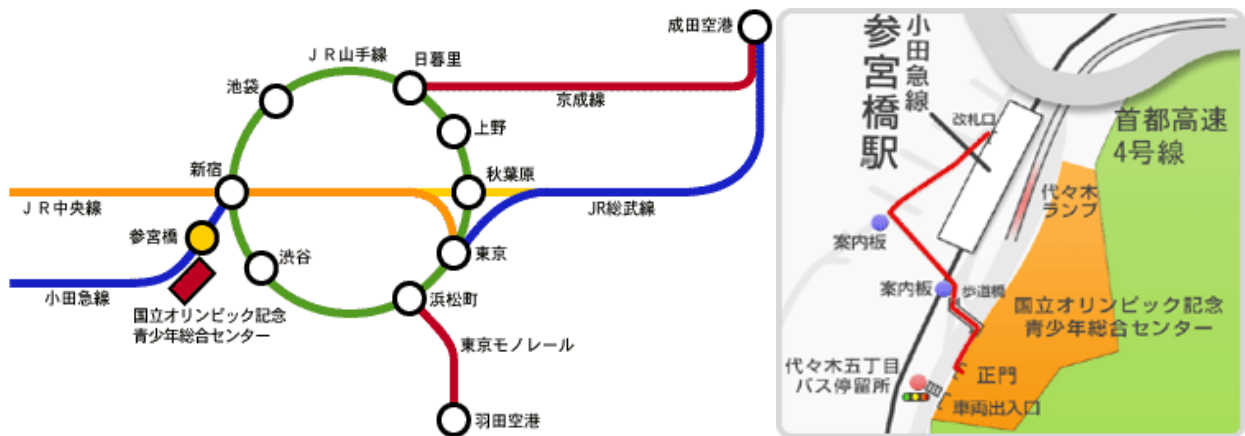 成田空港
JR山手線
日暮里
京成線
池袋
上野
新宿
秋葉原
JR中央線
JR総武線
参宮橋
渋谷
東京
小田急線
浜松町
国立オリンピック記念
青少年総合センター
東京モノレール
羽田空港
小田急線
参宮橋駅
改札口
首都高速
4号線
代々木
ランプ
案内板
案内板
歩道橋
国立オリンピック記念
青少年総合センター
代々木五丁目
バス停留所
正門
車両出入口